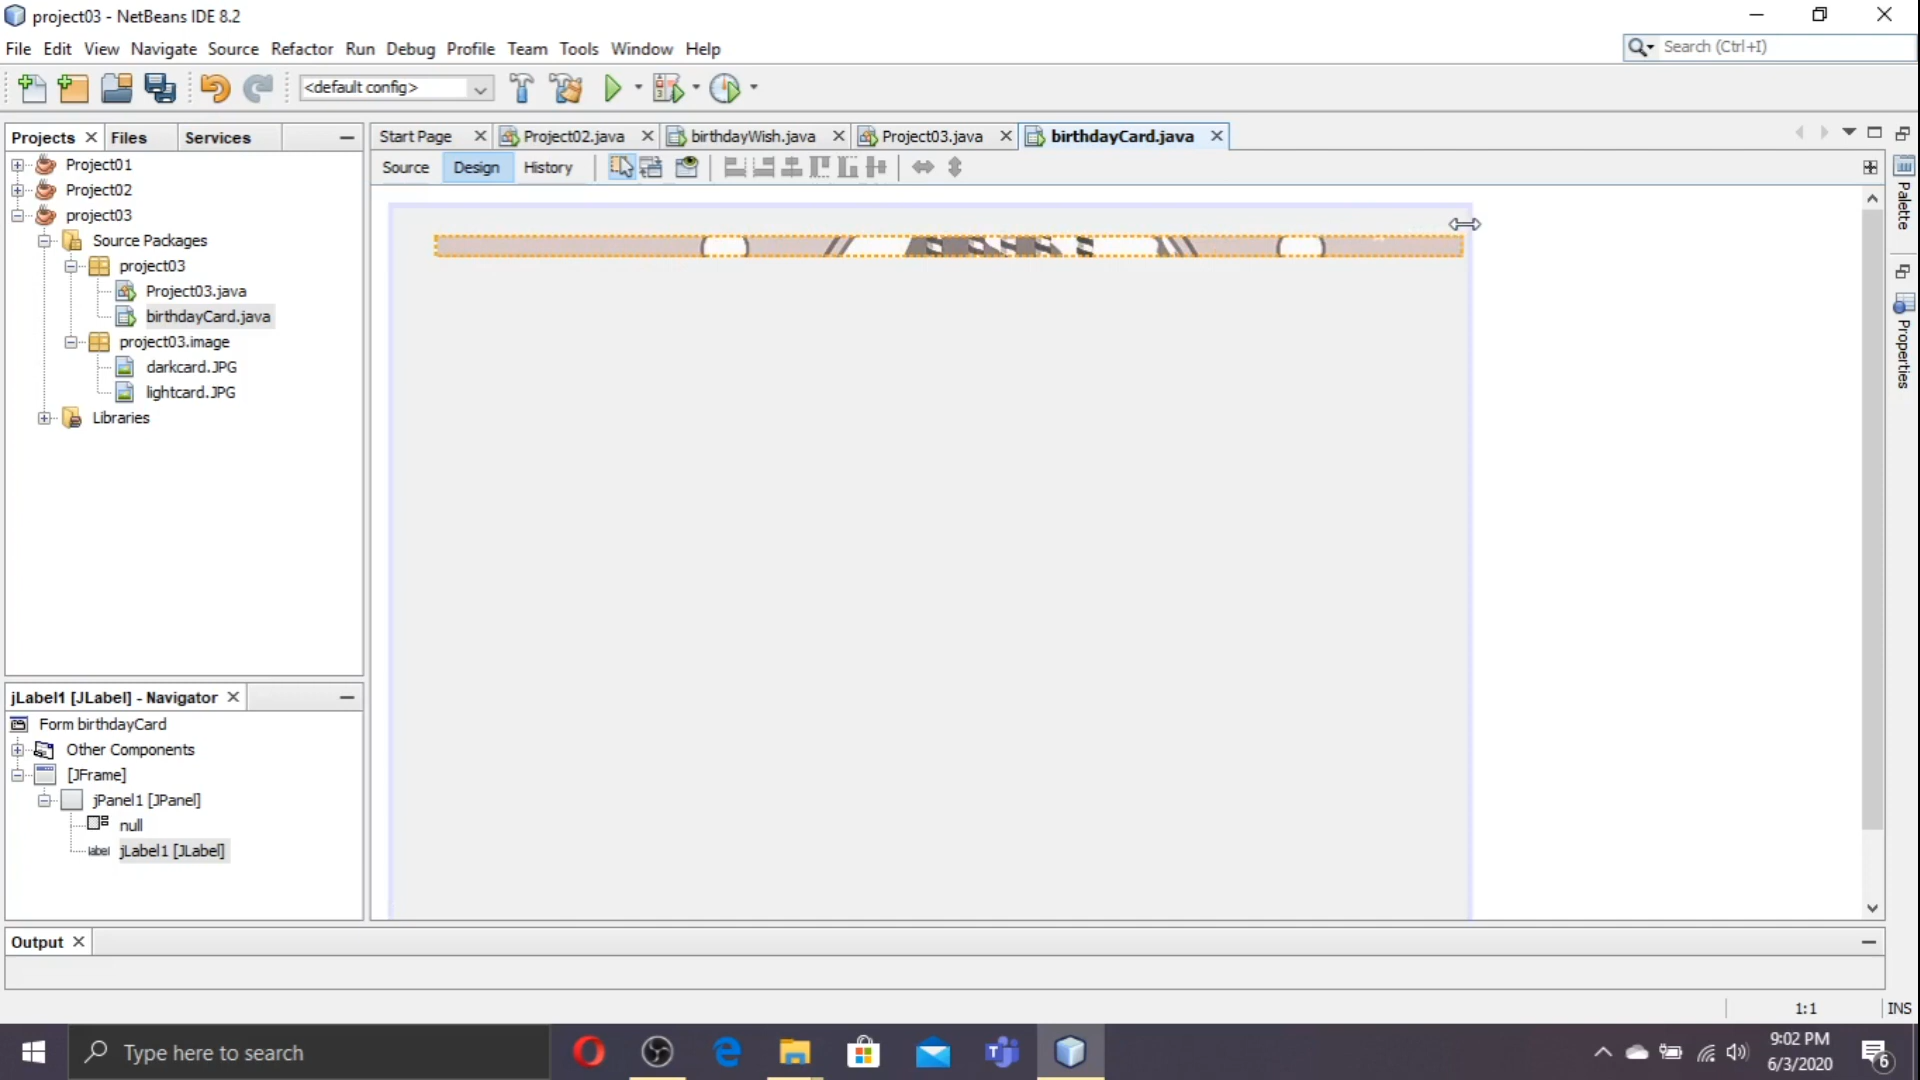 project03 - NetBeans IDE 8.2
File Edit View Navigate Source Refactor Run Debug Profile Team Tools Window Help
Search (Ctrl+I)
<default config>
Projects Files Services
Start Page Project02.java birthdayWish.java Project03.java birthdayCard.java
Source Design History
Project01
Project02
project03
Source Packages
project03
Project03.java
birthdayCard.java
project03.image
darkcard.JPG
lightcard.JPG
Libraries
Palette
Properties
jLabel1 [JLabel] - Navigator
Form birthdayCard
Other Components
[JFrame]
jPanel1 [JPanel]
null
label jLabel1 [JLabel]
Output
1:1 INS
Type here to search
9:02 PM
6/3/2020
6